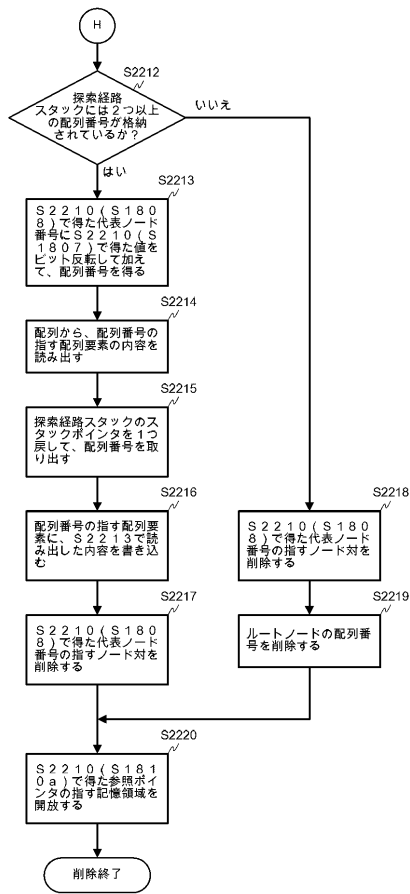 H
S2212
探索経路
スタックには２つ以上
の配列番号が格納
されているか？
いいえ
はい
S2213
Ｓ２２１０（Ｓ１８０
８）で得た代表ノード
番号にＳ２２１０（Ｓ
１８０７）で得た値を
ビット反転して加え
て、配列番号を得る
S2214
配列から、配列番号の
指す配列要素の内容を
読み出す
S2215
探索経路スタックのス
タックポインタを１つ
戻して、配列番号を取
り出す
S2216
配列番号の指す配列要
素に、Ｓ２２１３で読
み出した内容を書き込
む
S2217
Ｓ２２１０（Ｓ１８０
８）で得た代表ノード
番号の指すノード対を
削除する
S2218
Ｓ２２１０（Ｓ１８０
８）で得た代表ノード
番号の指すノード対を
削除する
S2219
ルートノードの配列番
号を削除する
S2220
Ｓ２２１０（Ｓ１８１
０ａ）で得た参照ポイ
ンタの指す記憶領域を
開放する
削除終了